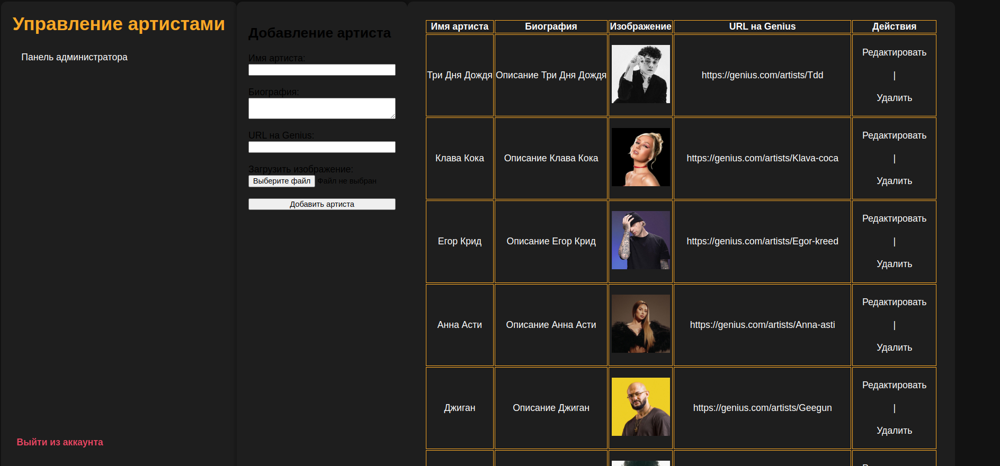 Управление артистами
Панель администратора
Выйти из аккаунта
Добавление артиста
Имя артиста:
Биография:
URL на Genius:
Загрузить изображение:
Выберите файл Файл не выбран
Добавить артиста
Имя артиста Биография Изображение URL на Genius Действия
Три Дня Дождя Описание Три Дня Дождя https://genius.com/artists/Tdd Редактировать
|
Удалить
Клава Кока Описание Клава Кока https://genius.com/artists/Klava-coca Редактировать
|
Удалить
Егор Крид Описание Егор Крид https://genius.com/artists/Egor-kreed Редактировать
|
Удалить
Анна Асти Описание Анна Асти https://genius.com/artists/Anna-asti Редактировать
|
Удалить
Джиган Описание Джиган https://genius.com/artists/Geegun Редактировать
|
Удалить